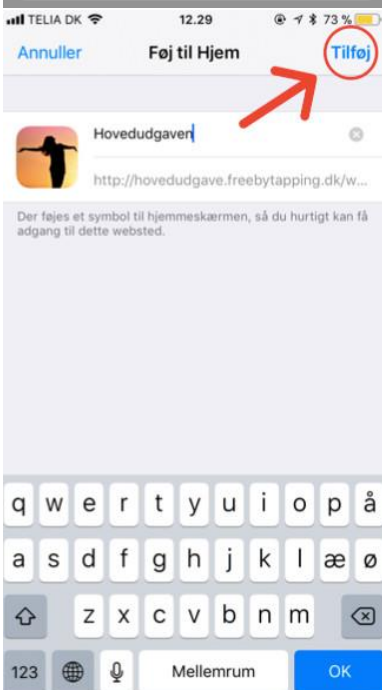 TELIA DK 12.29 73 %
Annuller Føj til Hjem Tilføj
Hovedudgaven
http://hovedudgave.freebytapping.dk/w...
Der føjes et symbol til hjemmeskærmen, så du hurtigt kan få
adgang til dette websted.
q w e r t y u i o p å
a s d f g h j k l æ ø
z x c v b n m
123 Mellemrum OK